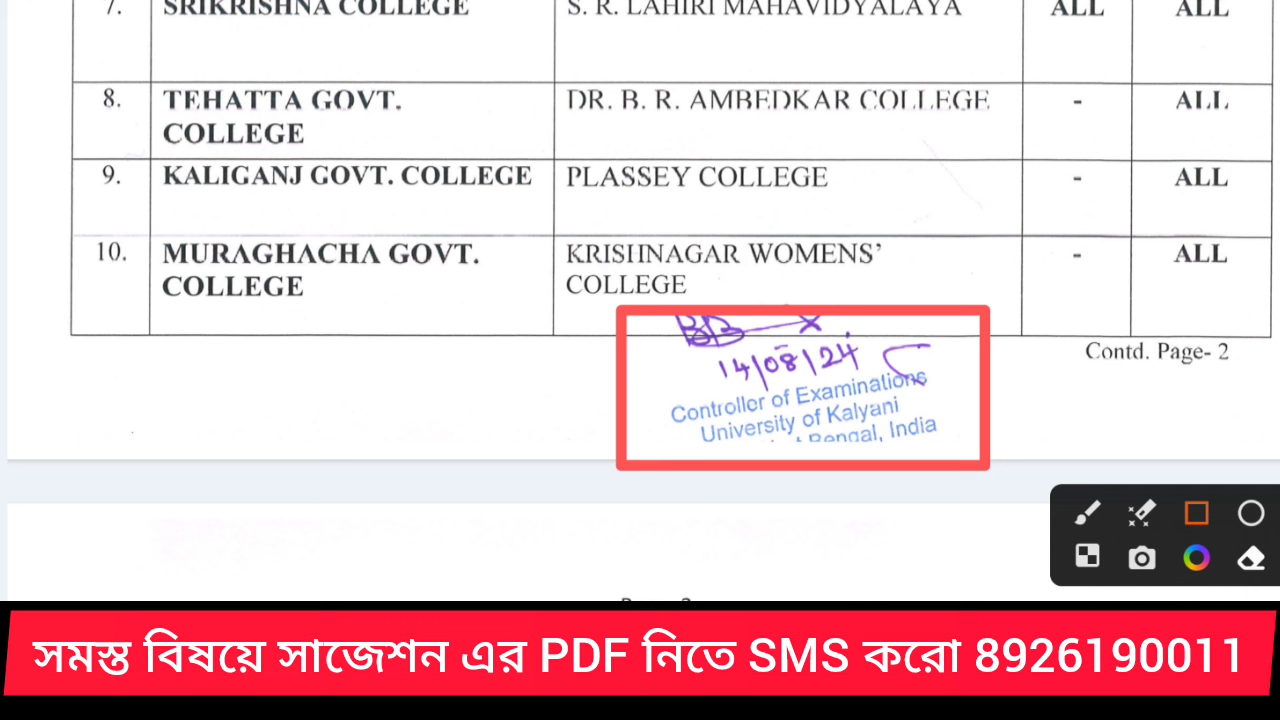 7. SRIKRISHNA COLLEGE S. R. LAHIRI MAHAVIDYALAYA ALL ALL
8. TEHATTA GOVT. DR. B. R. AMBEDKAR COLLEGE - ALL
COLLEGE
9. KALIGANJ GOVT. COLLEGE PLASSEY COLLEGE - ALL
10. MURAGHACHA GOVT. KRISHNAGAR WOMENS’ - ALL
COLLEGE COLLEGE
14/08/24
Contd. Page- 2
Controller of Examinations
University of Kalyani
Bengal, India
সমস্ত বিষয়ে সাজেশন এর PDF নিতে SMS করো 8926190011